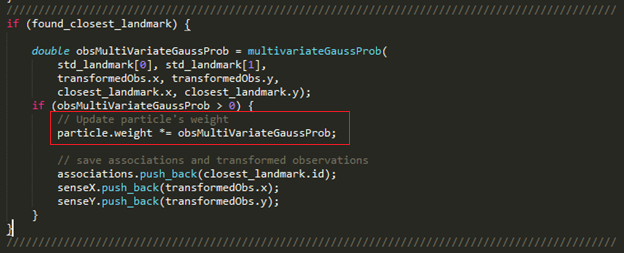 }
////////////////////////////////////////////////////////////////////////////////////////////////////
if (found_closest_landmark) {
double obsMultiVariateGaussProb = multivariateGaussProb(
std_landmark[0], std_landmark[1],
transformedObs.x, transformedObs.y,
closest_landmark.x, closest_landmark.y);
if (obsMultiVariateGaussProb > 0) {
// Update particle's weight
particle.weight *= obsMultiVariateGaussProb;
// save associations and transformed observations
associations.push_back(closest_landmark.id);
senseX.push_back(transformedObs.x);
senseY.push_back(transformedObs.y);
}
}
////////////////////////////////////////////////////////////////////////////////////////////////////